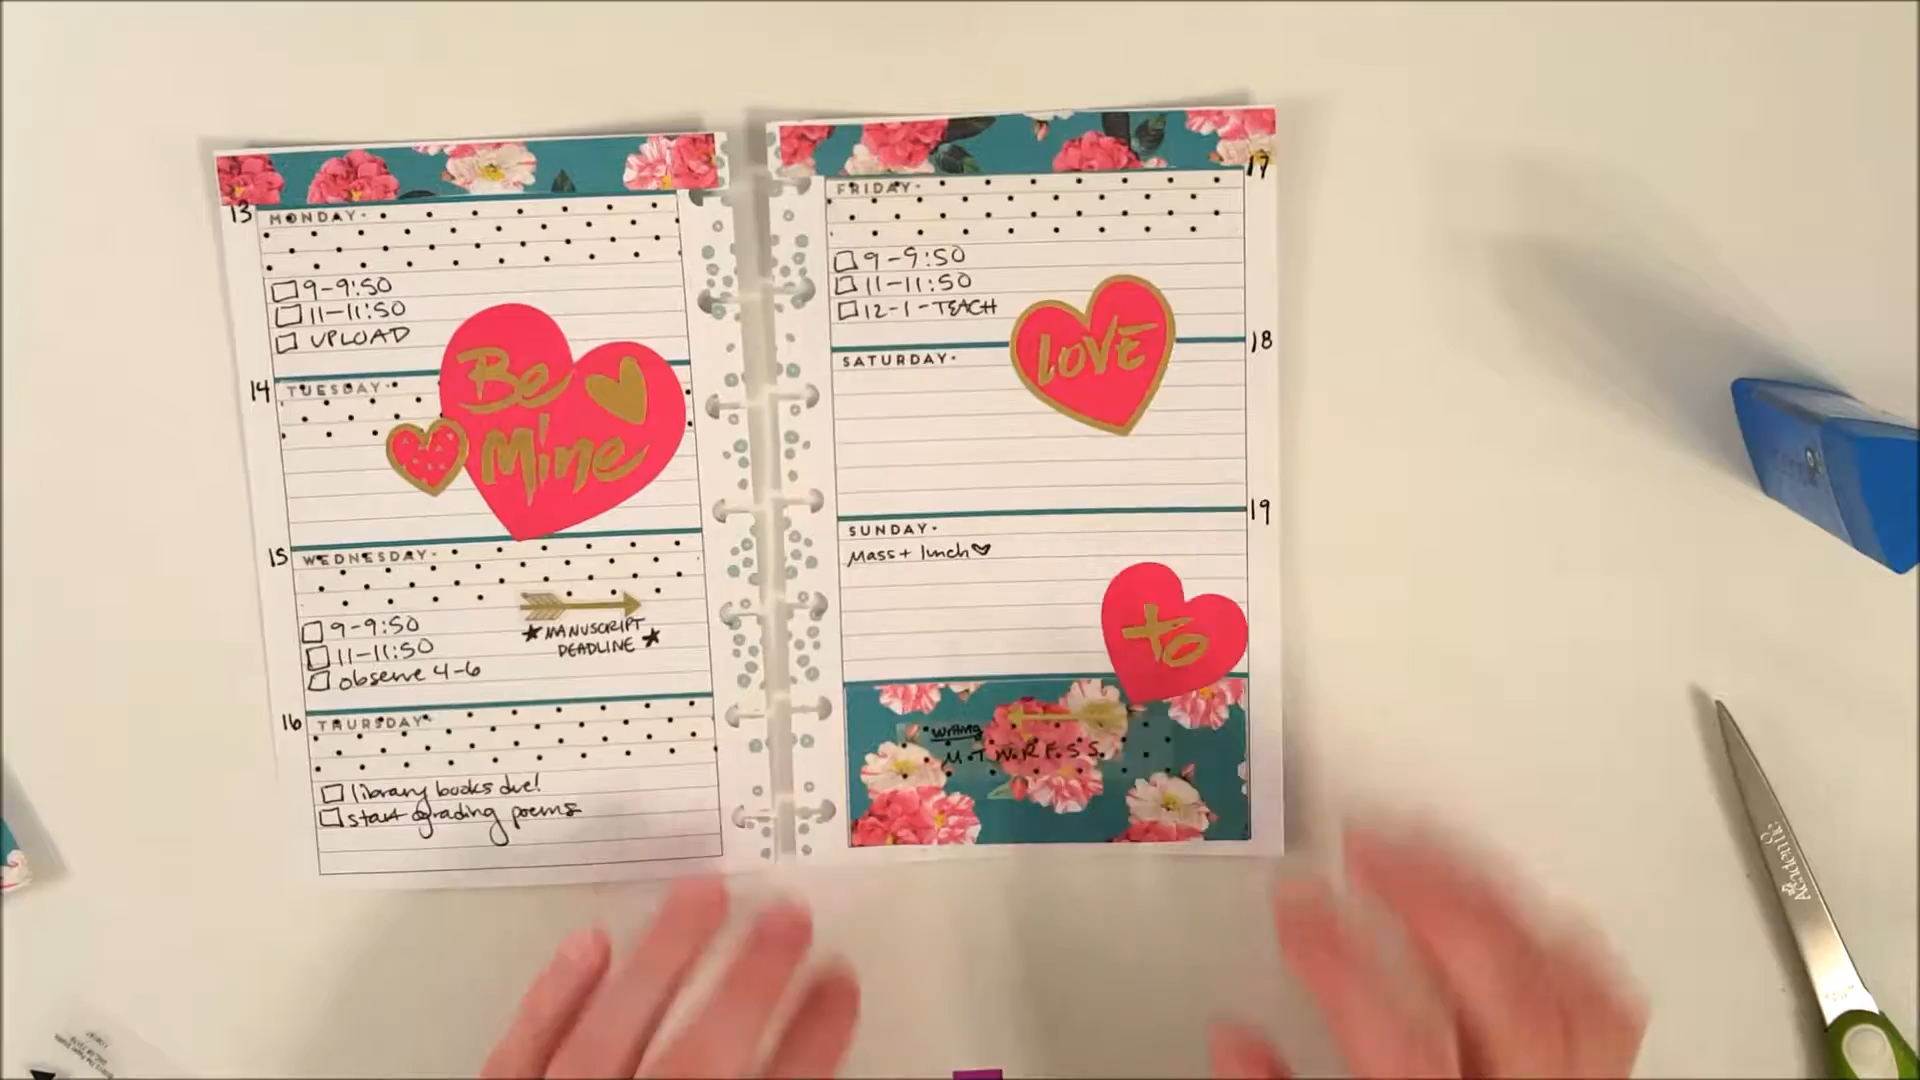 13
MONDAY.
9-9:50
11-11:50
UPLOAD
Be
Mine
14
TUESDAY.
15
WEDNESDAY.
9-9:50
11-11:50
observe 4-6
★MANUSCRIPT
DEADLINE★
16
THURSDAY.
library books due!
start grading poems
17
FRIDAY.
9-9:50
11-11:50
12-1-TEACH
LOVE
18
SATURDAY.
19
SUNDAY.
Mass + lunch♡
to
Writing
M.T.W.R.F.S.S.